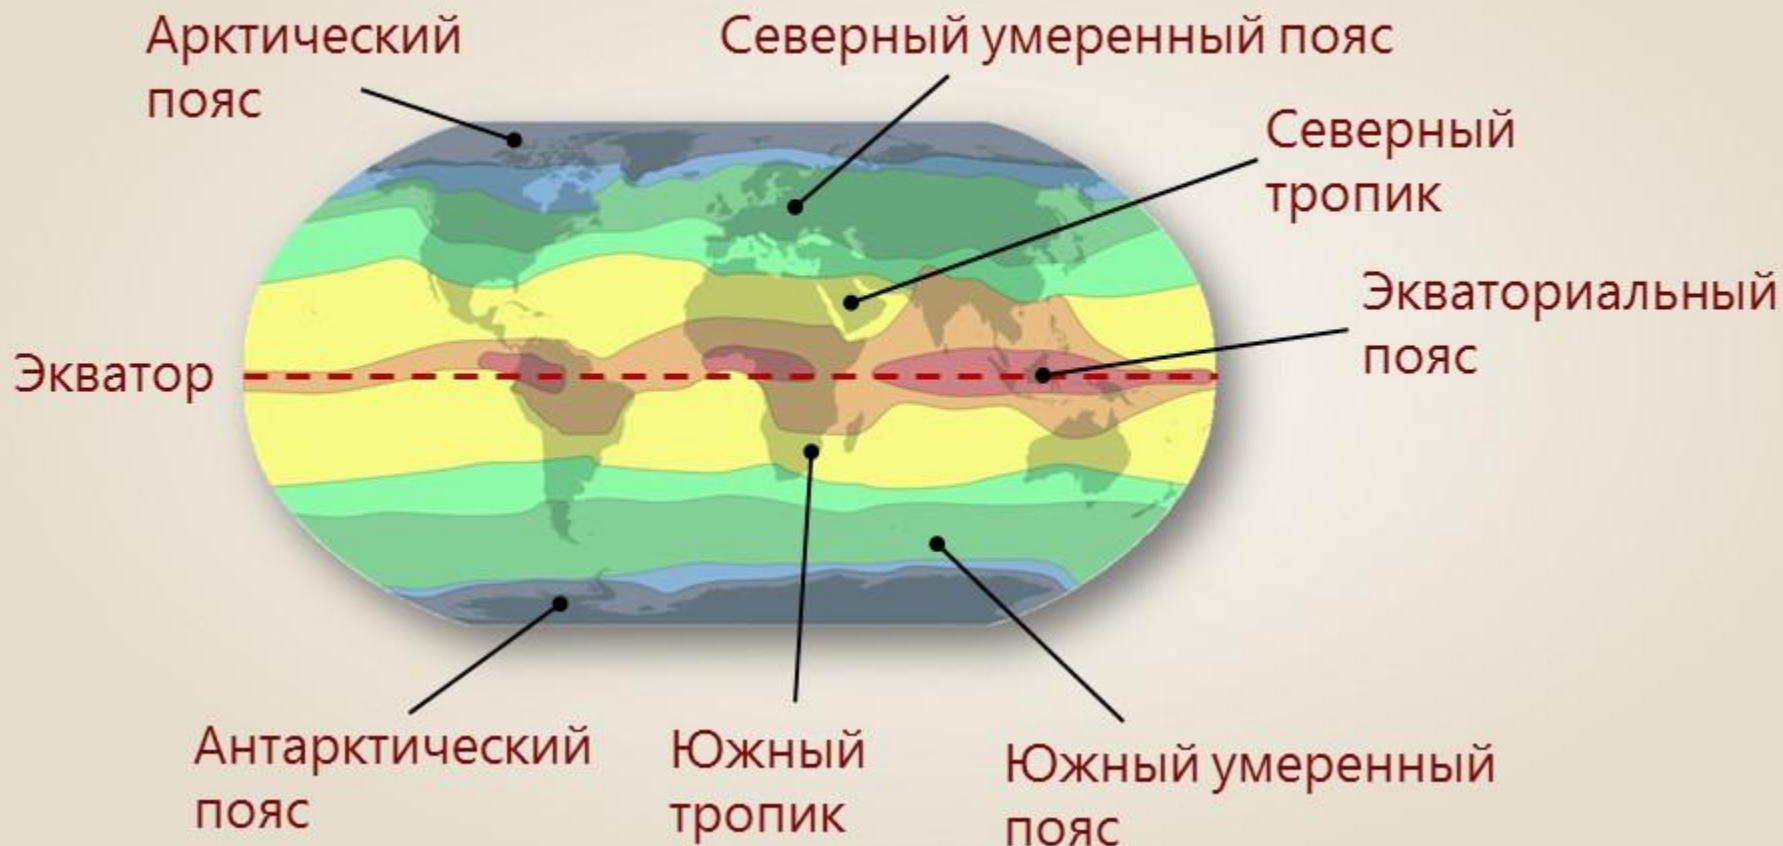 Арктический
пояс
Северный умеренный пояс
Северный
тропик
Экваториальный
пояс
Экватор
Антарктический
пояс
Южный
тропик
Южный умеренный
пояс